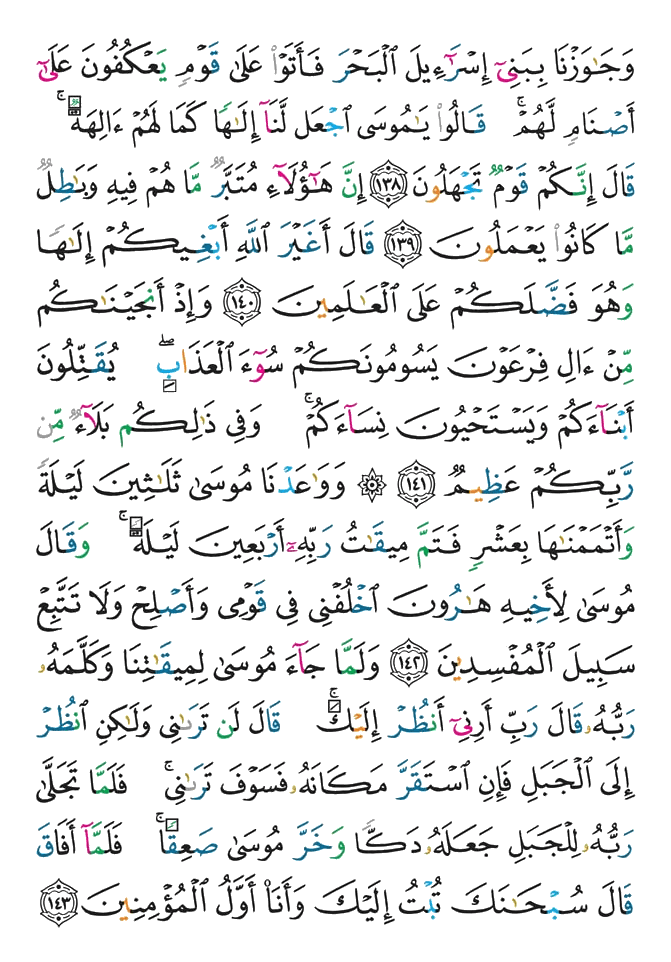 وَجَٰوَزْنَا بِبَنِىٓ إِسْرَٰٓءِيلَ ٱلْبَحْرَ فَأَتَوْا۟ عَلَىٰ قَوْمٍ يَعْكُفُونَ عَلَىٰٓ
أَصْنَامٍ لَّهُمْ ۚ قَالُوا۟ يَٰمُوسَى ٱجْعَل لَّنَآ إِلَٰهًا كَمَا لَهُمْ ءَالِهَةٌ ۚ
قَالَ إِنَّكُمْ قَوْمٌ تَجْهَلُونَ ١٣٨ إِنَّ هَٰٓؤُلَآءِ مُتَبَّرٌ مَّا هُمْ فِيهِ وَبَٰطِلٌ
مَّا كَانُوا۟ يَعْمَلُونَ ١٣٩ قَالَ أَغَيْرَ ٱللَّهِ أَبْغِيكُمْ إِلَٰهًا
وَهُوَ فَضَّلَكُمْ عَلَى ٱلْعَٰلَمِينَ ١٤٠ وَإِذْ أَنجَيْنَٰكُم
مِّنْ ءَالِ فِرْعَوْنَ يَسُومُونَكُمْ سُوٓءَ ٱلْعَذَابِ ۖ يُقَتِّلُونَ
أَبْنَآءَكُمْ وَيَسْتَحْيُونَ نِسَآءَكُمْ ۚ وَفِى ذَٰلِكُم بَلَآءٌ مِّن
رَّبِّكُمْ عَظِيمٌ ١٤١ ۞ وَوَٰعَدْنَا مُوسَىٰ ثَلَٰثِينَ لَيْلَةً
وَأَتْمَمْنَٰهَا بِعَشْرٍ فَتَمَّ مِيقَٰتُ رَبِّهِۦٓ أَرْبَعِينَ لَيْلَةً ۚ وَقَالَ
مُوسَىٰ لِأَخِيهِ هَٰرُونَ ٱخْلُفْنِى فِى قَوْمِى وَأَصْلِحْ وَلَا تَتَّبِعْ
سَبِيلَ ٱلْمُفْسِدِينَ ١٤٢ وَلَمَّا جَآءَ مُوسَىٰ لِمِيقَٰتِنَا وَكَلَّمَهُۥ
رَبُّهُۥ قَالَ رَبِّ أَرِنِىٓ أَنظُرْ إِلَيْكَ ۚ قَالَ لَن تَرَىٰنِى وَلَٰكِنِ ٱنظُرْ
إِلَى ٱلْجَبَلِ فَإِنِ ٱسْتَقَرَّ مَكَانَهُۥ فَسَوْفَ تَرَىٰنِى ۚ فَلَمَّا تَجَلَّىٰ
رَبُّهُۥ لِلْجَبَلِ جَعَلَهُۥ دَكًّا وَخَرَّ مُوسَىٰ صَعِقًا ۚ فَلَمَّآ أَفَاقَ
قَالَ سُبْحَٰنَكَ تُبْتُ إِلَيْكَ وَأَنَا۠ أَوَّلُ ٱلْمُؤْمِنِينَ ١٤٣